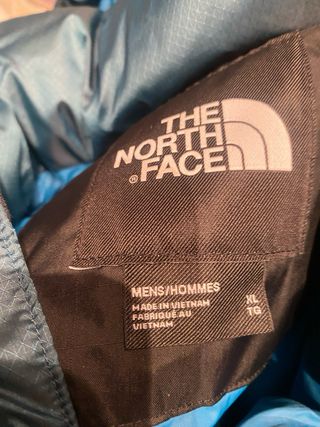 THE
NORTH
® FACE
MENS/HOMMES
MADE IN VIETNAM
FABRIQUÉ AU
VIETNAM
XL
TG